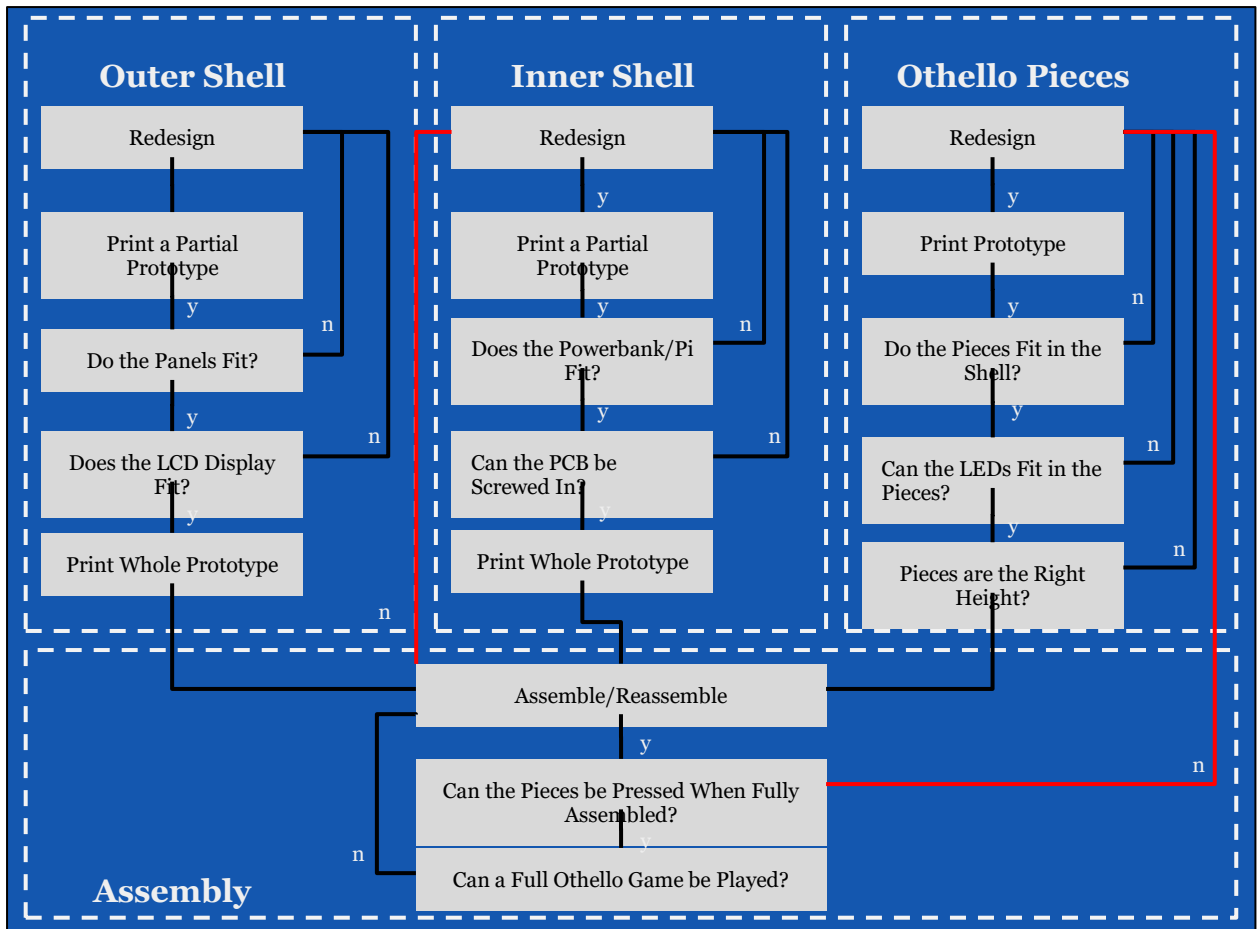 Outer Shell
Redesign
Print a Partial
Prototype
y
n
Do the Panels Fit?
y
n
Does the LCD Display
Fit?
y
Print Whole Prototype
Inner Shell
Redesign
y
Print a Partial
Prototype
y
n
Does the Powerbank/Pi
Fit?
y
n
Can the PCB be
Screwed In?
y
Print Whole Prototype
Othello Pieces
Redesign
y
Print Prototype
y
n
Do the Pieces Fit in the
Shell?
y
n
Can the LEDs Fit in the
Pieces?
y
n
Pieces are the Right
Height?
n
Assemble/Reassemble
y
n
Can the Pieces be Pressed When Fully
Assembled?
y
n
Can a Full Othello Game be Played?
Assembly